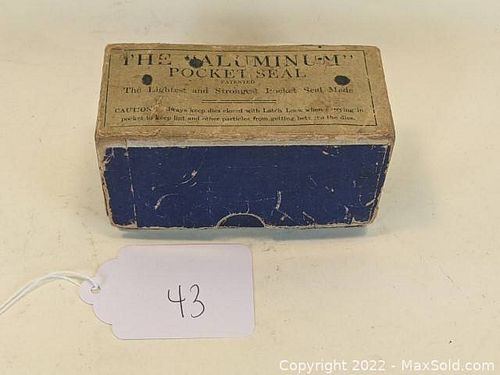 THE "ALUMINUM"
POCKET SEAL
PATENTED
The Lightest and Strongest Pocket Seal Made
CAUTION: Always keep dies closed with Latch Lock when carrying in
pocket to keep lint and other particles from getting between the dies.
43
Copyright 2022 - MaxSold.com